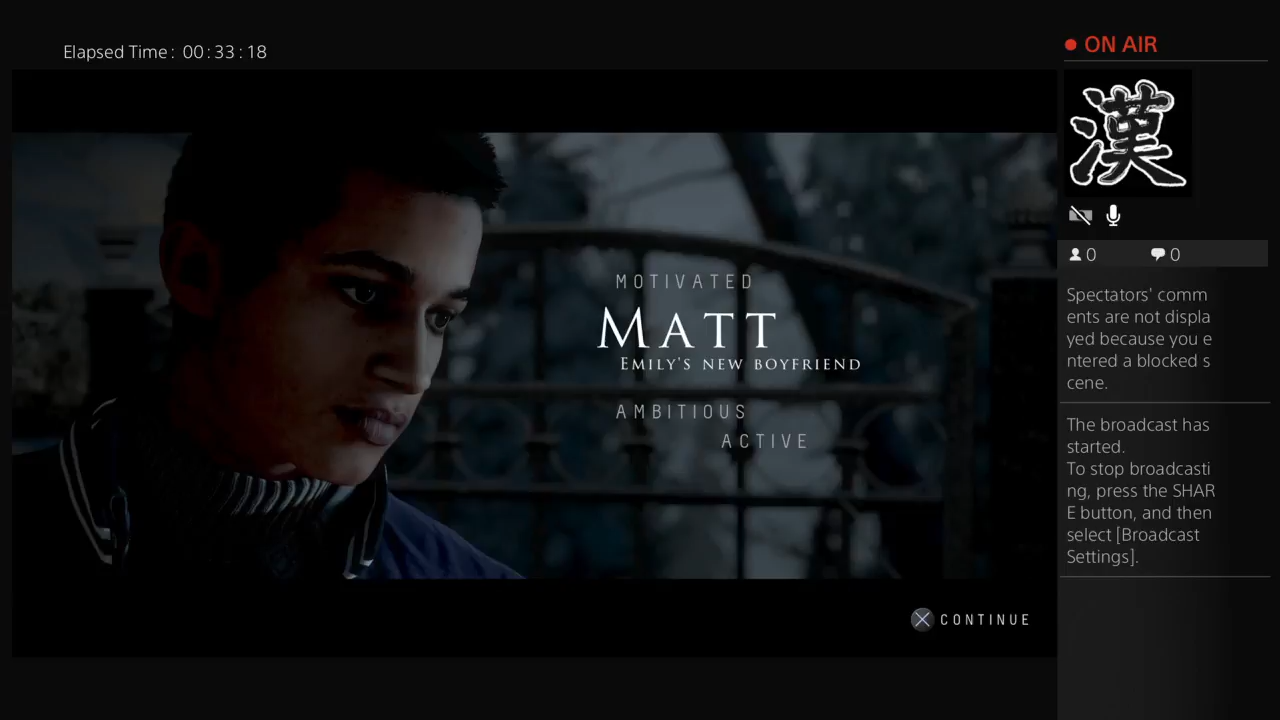 Elapsed Time: 00:33:18
ON AIR
漢
0 0
MOTIVATED
MATT
EMILY'S NEW BOYFRIEND
AMBITIOUS
ACTIVE
CONTINUE
Spectators' comm
ents are not displa
yed because you e
ntered a blocked s
cene.
The broadcast has
started.
To stop broadcasti
ng, press the SHAR
E button, and then
select [Broadcast
Settings].